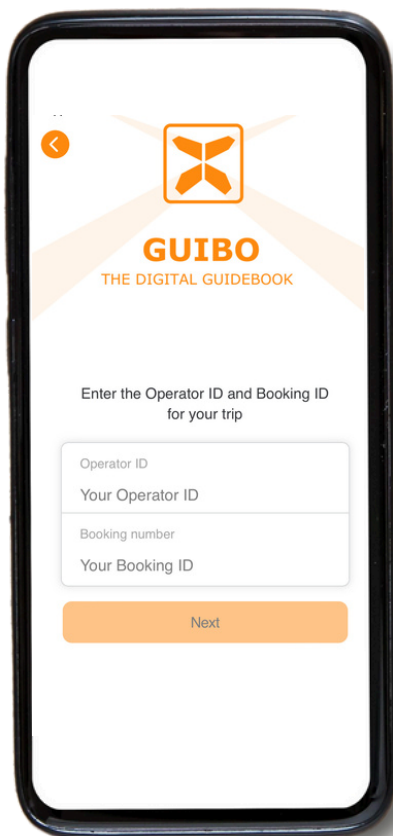 GUIBO
THE DIGITAL GUIDEBOOK
Enter the Operator ID and Booking ID
for your trip
Operator ID
Your Operator ID
Booking number
Your Booking ID
Next